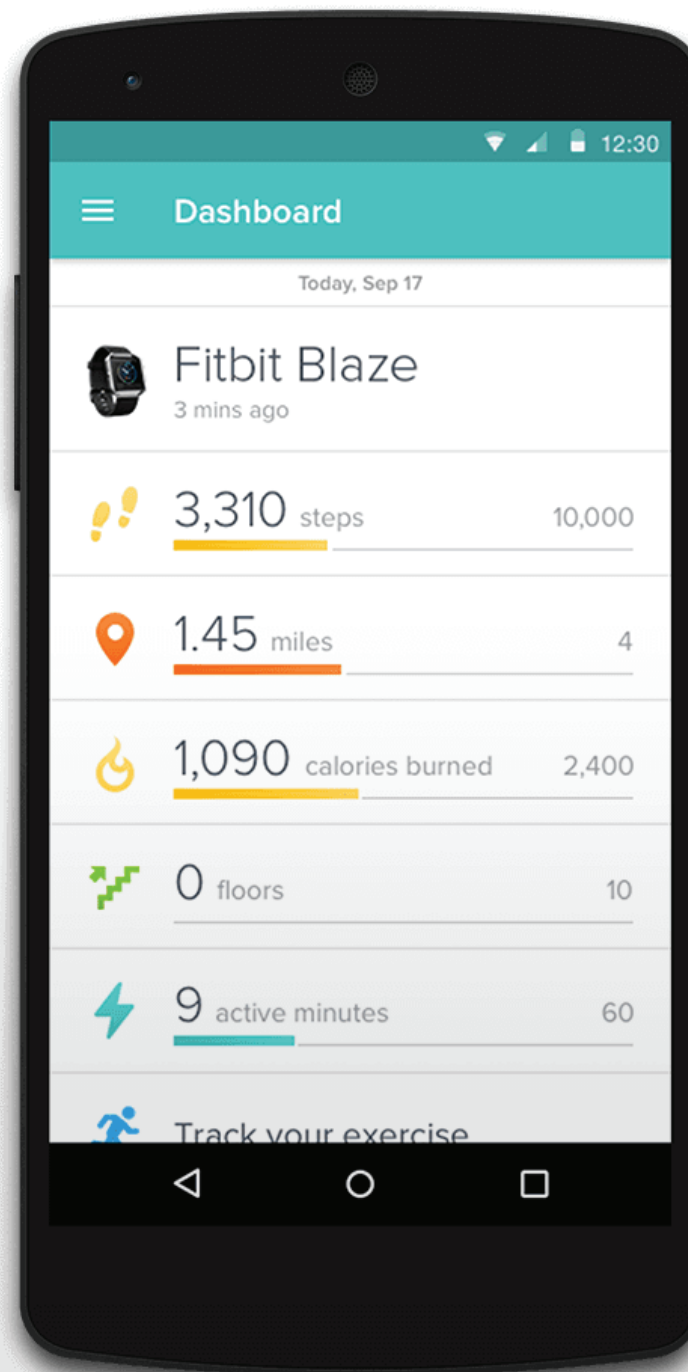 12:30
Dashboard
Today, Sep 17
Fitbit Blaze
3 mins ago
3,310 steps 10,000
1.45 miles 4
1,090 calories burned 2,400
0 floors 10
9 active minutes 60
Track your exercise